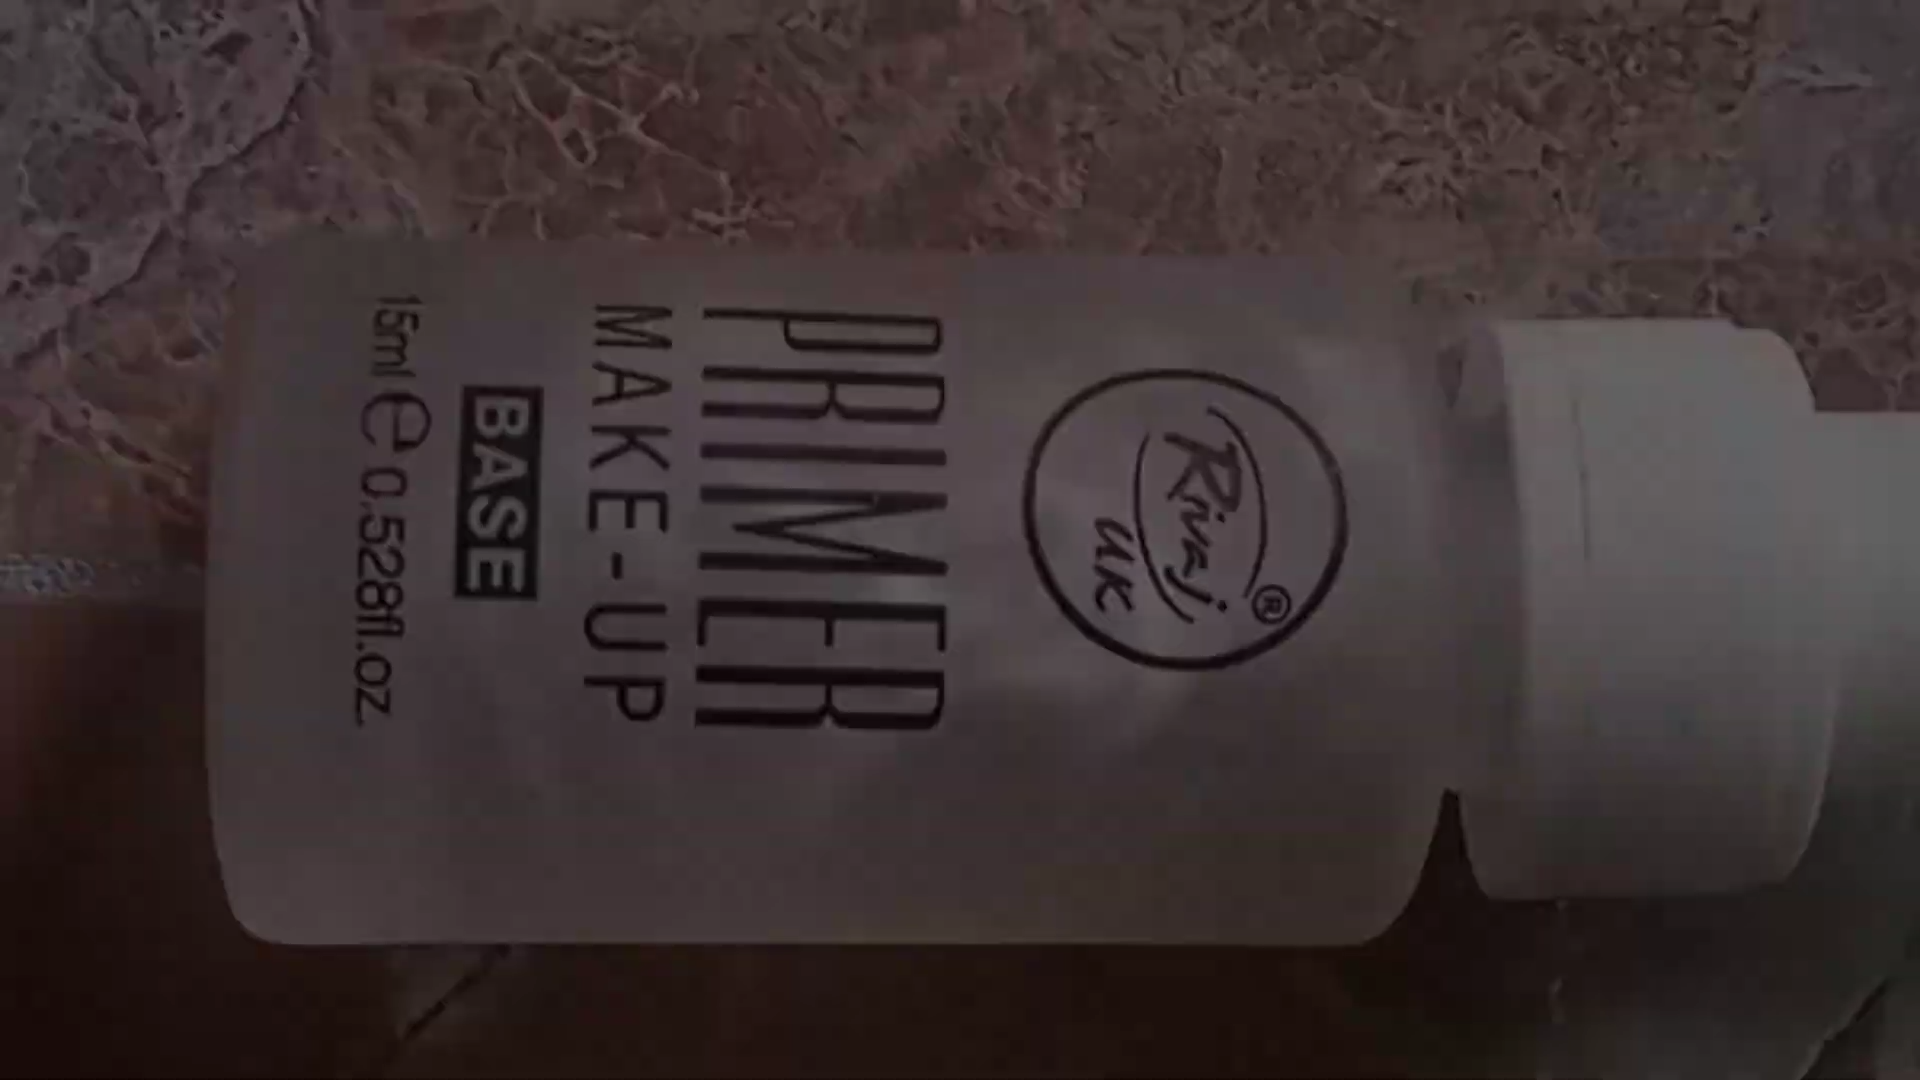 Rivaj®
UK
PRIMER
MAKE-UP
BASE
15ml e 0.528fl.oz.